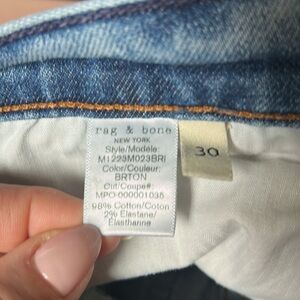 rag & bone
NEW YORK
Style/Modèle:
M1223M023BRI
Color/Couleur:
BRTON
Cut/Coupe#:
MPO-000001035
98% Cotton/Coton
2% Elastane/
Élasthanne
30